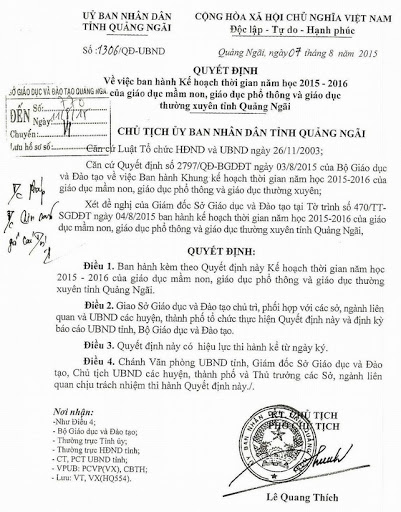 ỦY BAN NHÂN DÂN
TỈNH QUẢNG NGÃI
CỘNG HÒA XÃ HỘI CHỦ NGHĨA VIỆT NAM
Độc lập - Tự do - Hạnh phúc
Số: 1306/QĐ-UBND
Quảng Ngãi, ngày 07 tháng 8 năm 2015
QUYẾT ĐỊNH
Về việc ban hành Kế hoạch thời gian năm học 2015 - 2016
của giáo dục mầm non, giáo dục phổ thông và giáo dục
thường xuyên tỉnh Quảng Ngãi
SỞ GIÁO DỤC VÀ ĐÀO TẠO QUẢNG NGÃI
ĐẾN
Số:
Ngày:
Chuyển:
Lưu hồ sơ số:
CHỦ TỊCH ỦY BAN NHÂN DÂN TỈNH QUẢNG NGÃI
Căn cứ Luật Tổ chức HĐND và UBND ngày 26/11/2003;
Căn cứ Quyết định số 2797/QĐ-BGDĐT ngày 03/8/2015 của Bộ Giáo dục
và Đào tạo về việc Ban hành Khung kế hoạch thời gian năm học 2015-2016 của
giáo dục mầm non, giáo dục phổ thông và giáo dục thường xuyên;
Xét đề nghị của Giám đốc Sở Giáo dục và Đào tạo tại Tờ trình số 470/TT-
SGDĐT ngày 04/8/2015 ban hành kế hoạch thời gian năm học 2015-2016 của giáo
dục mầm non, giáo dục phổ thông và giáo dục thường xuyên tỉnh Quảng Ngãi,
QUYẾT ĐỊNH:
Điều 1. Ban hành kèm theo Quyết định này Kế hoạch thời gian năm học
2015 - 2016 của giáo dục mầm non, giáo dục phổ thông và giáo dục thường
xuyên tỉnh Quảng Ngãi.
Điều 2. Giao Sở Giáo dục và Đào tạo chủ trì, phối hợp với các sở, ngành liên
quan và UBND các huyện, thành phố tổ chức thực hiện Quyết định này và định kỳ
báo cáo UBND tỉnh, Bộ Giáo dục và Đào tạo.
Điều 3. Quyết định này có hiệu lực thi hành kể từ ngày ký.
Điều 4. Chánh Văn phòng UBND tỉnh, Giám đốc Sở Giáo dục và Đào
tạo, Chủ tịch UBND các huyện, thành phố và Thủ trưởng các Sở, ngành liên
quan chịu trách nhiệm thi hành Quyết định này./.
Nơi nhận:
-Như Điều 4;
- Bộ Giáo dục và Đào tạo;
- Thường trực Tỉnh ủy;
- Thường trực HĐND tỉnh;
- CT, PCT UBND tỉnh;
- VPUB: PCVP(VX), CBTH;
- Lưu: VT, VX(HQ554).
KT. CHỦ TỊCH
PHÓ CHỦ TỊCH
Lê Quang Thích